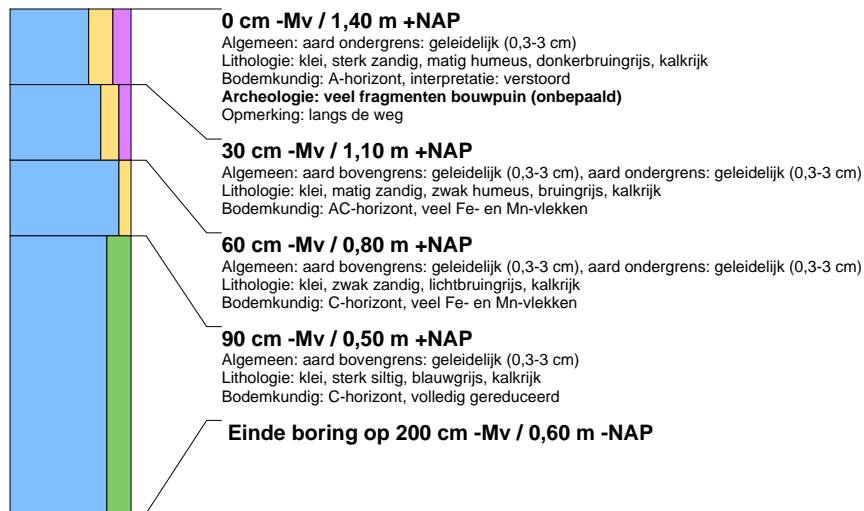 0 cm -Mv / 1,40 m +NAP
Algemeen: aard ondergrens: geleidelijk (0,3-3 cm)
Lithologie: klei, sterk zandig, matig humeus, donkerbruingrijs, kalkrijk
Bodemkundig: A-horizont, interpretatie: verstoord
Archeologie: veel fragmenten bouwpuin (onbepaald)
Opmerking: langs de weg
30 cm -Mv / 1,10 m +NAP
Algemeen: aard bovengrens: geleidelijk (0,3-3 cm), aard ondergrens: geleidelijk (0,3-3 cm)
Lithologie: klei, matig zandig, zwak humeus, bruingrijs, kalkrijk
Bodemkundig: AC-horizont, veel Fe- en Mn-vlekken
60 cm -Mv / 0,80 m +NAP
Algemeen: aard bovengrens: geleidelijk (0,3-3 cm), aard ondergrens: geleidelijk (0,3-3 cm)
Lithologie: klei, zwak zandig, lichtbruingrijs, kalkrijk
Bodemkundig: C-horizont, veel Fe- en Mn-vlekken
90 cm -Mv / 0,50 m +NAP
Algemeen: aard bovengrens: geleidelijk (0,3-3 cm)
Lithologie: klei, sterk siltig, blauwgrijs, kalkrijk
Bodemkundig: C-horizont, volledig gereduceerd
Einde boring op 200 cm -Mv / 0,60 m -NAP